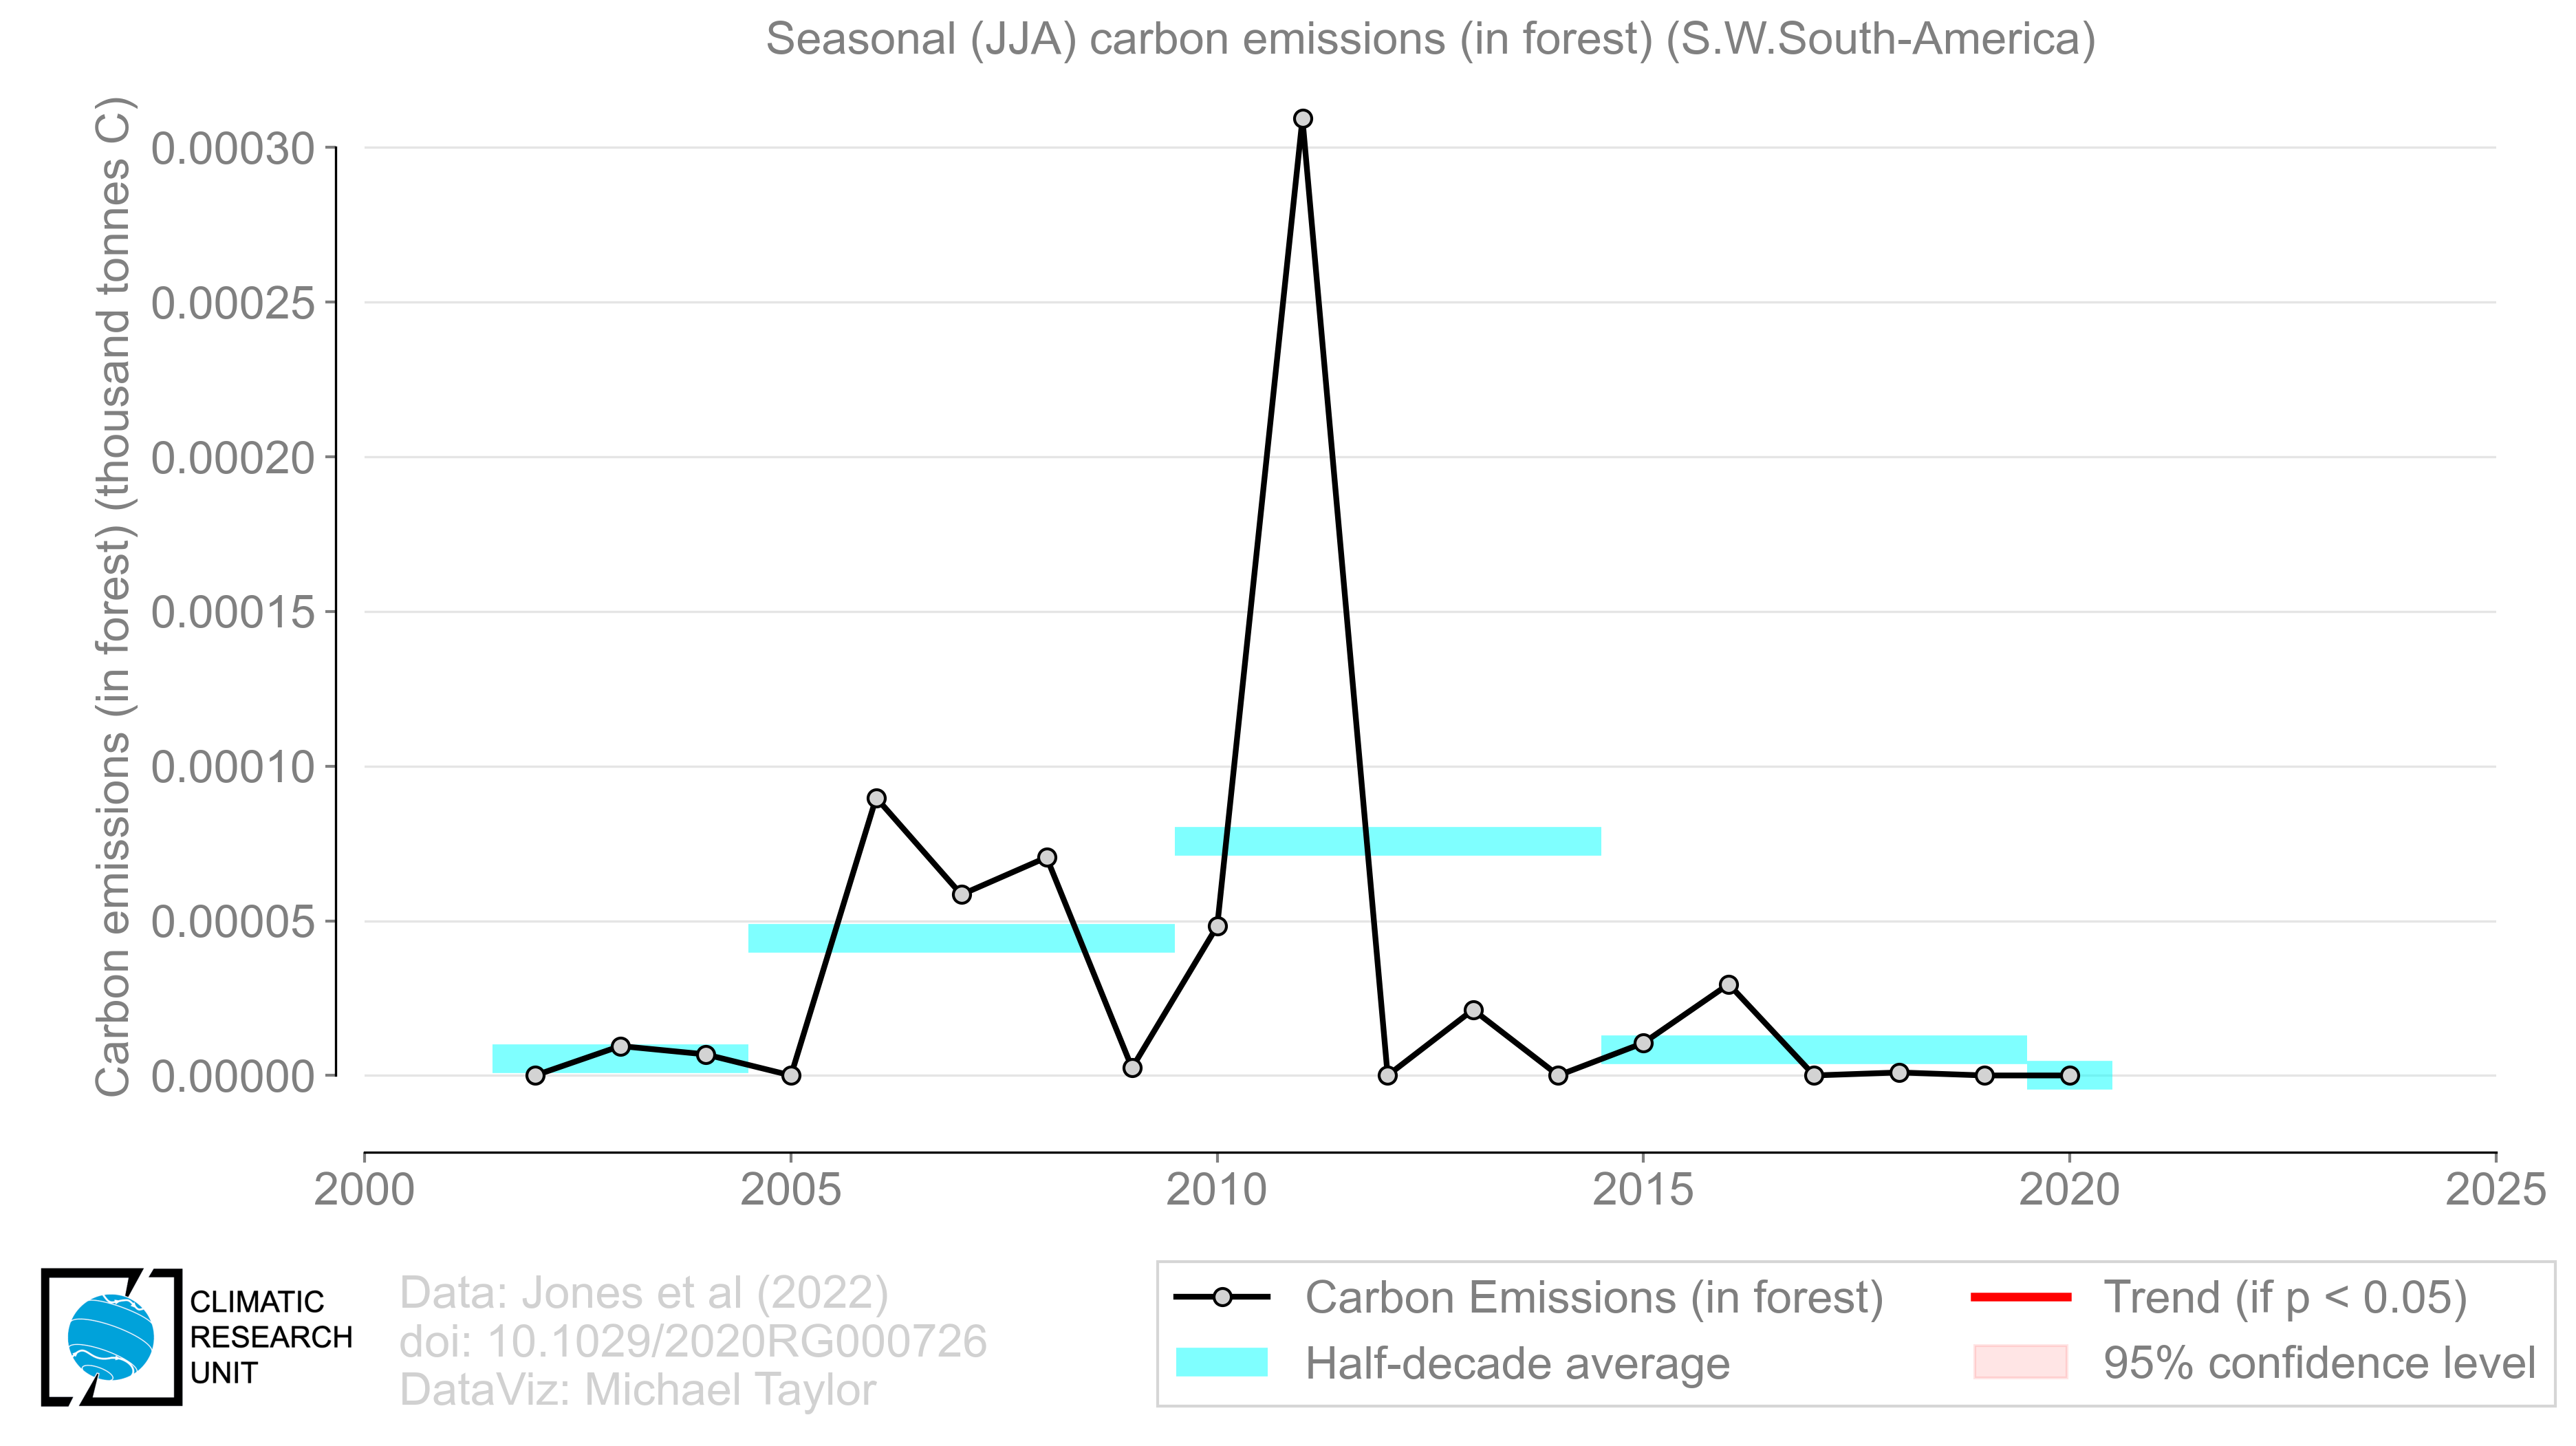 Seasonal (JJA) carbon emissions (in forest) (S.W.South-America)
Carbon emissions (in forest) (thousand tonnes C)
0.00030
0.00025
0.00020
0.00015
0.00010
0.00005
0.00000
2000 2005 2010 2015 2020 2025
CLIMATIC
RESEARCH
UNIT
Data: Jones et al (2022)
doi: 10.1029/2020RG000726
DataViz: Michael Taylor
Carbon Emissions (in forest)
Half-decade average
Trend (if p < 0.05)
95% confidence level